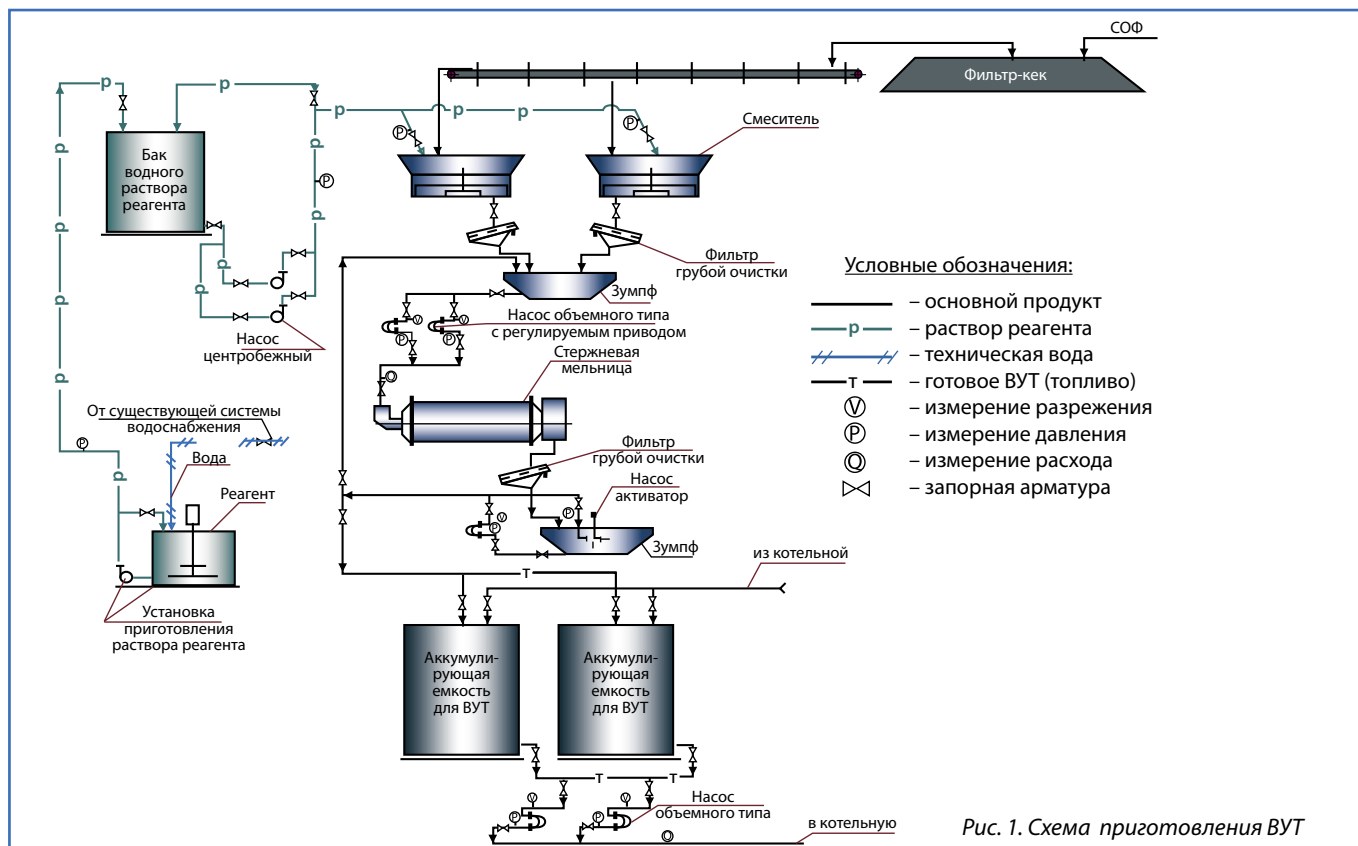 СОФ
Фильтр-кек
р
р
р
р
р
р
Смеситель
Р
Р
р
р
Бак
водного
раствора
реагента
р
Р
р
р
р
р
р
р
Фильтр
грубой очистки
Зумпф
Насос объемного типа
с регулируемым приводом
V
V
Р
Р
Насос
центробежный
р
р
Стержневая
мельница
Q
От существующей системы
водоснабжения
Р
Вода
р
Реагент
Фильтр
грубой очистки
Насос
активатор
V
Р
Р
Зумпф
Установка
приготовления
раствора реагента
из котельной
Т
Аккумули-
рующая
емкость
для ВУТ
Аккумули-
рующая
емкость
для ВУТ
Т
Т
V
V
Р
Р
Насос
объемного типа
Q
в котельную
Условные обозначения:
– основной продукт
р – раствор реагента
– техническая вода
Т – готовое ВУТ (топливо)
V – измерение разрежения
Р – измерение давления
Q – измерение расхода
– запорная арматура
Рис. 1. Схема приготовления ВУТ